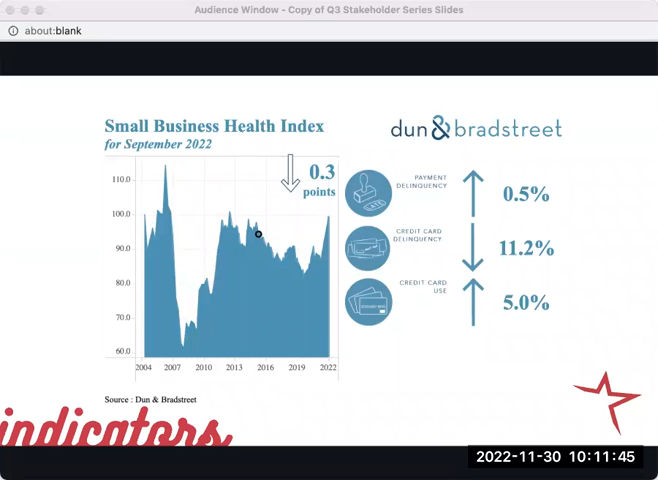 Audience Window - Copy of Q3 Stakeholder Series Slides
about:blank
Small Business Health Index
for September 2022
dun & bradstreet
0.3
points
110.0
100.0
90.0
80.0
70.0
60.0
2004 2007 2010 2013 2016 2019 2022
PAYMENT
DELINQUENCY
0.5%
CREDIT CARD
DELINQUENCY
11.2%
CREDIT CARD
USE
5.0%
Source : Dun & Bradstreet
indicators
2022-11-30 10:11:45